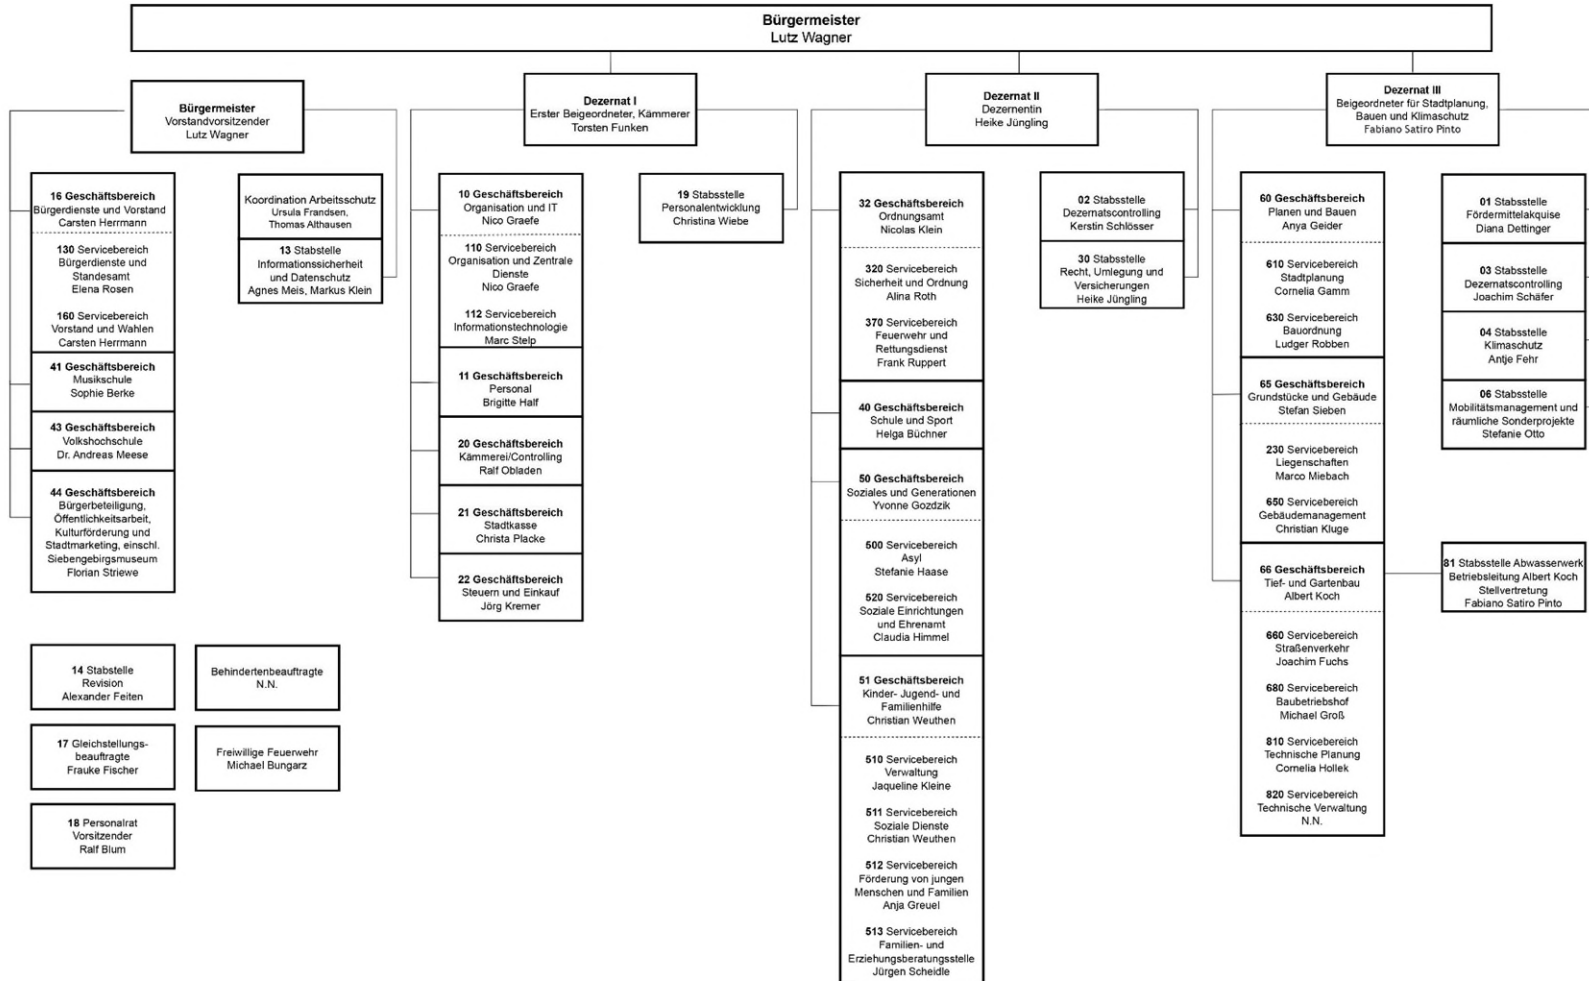 Bürgermeister
Lutz Wagner
Bürgermeister
Vorstandvorsitzender
Lutz Wagner
16 Geschäftsbereich
Bürgerdienste und Vorstand
Carsten Herrmann
130 Servicebereich
Bürgerdienste und
Standesamt
Elena Rosen
160 Servicebereich
Vorstand und Wahlen
Carsten Herrmann
41 Geschäftsbereich
Musikschule
Sophie Berke
43 Geschäftsbereich
Volkshochschule
Dr. Andreas Meese
44 Geschäftsbereich
Bürgerbeteiligung,
Öffentlichkeitsarbeit,
Kulturförderung und
Stadtmarketing, einschl.
Siebengebirgsmuseum
Florian Striewe
Koordination Arbeitsschutz
Ursula Frandsen,
Thomas Althausen
13 Stabstelle
Informationssicherheit
und Datenschutz
Agnes Meis, Markus Klein
Dezernat I
Erster Beigeordneter, Kämmerer
Torsten Funken
10 Geschäftsbereich
Organisation und IT
Nico Graefe
110 Servicebereich
Organisation und Zentrale
Dienste
Nico Graefe
112 Servicebereich
Informationstechnologie
Marc Stelp
11 Geschäftsbereich
Personal
Brigitte Half
20 Geschäftsbereich
Kämmerei/Controlling
Ralf Obladen
21 Geschäftsbereich
Stadtkasse
Christa Placke
22 Geschäftsbereich
Steuern und Einkauf
Jörg Kremer
19 Stabsstelle
Personalentwicklung
Christina Wiebe
Dezernat II
Dezernentin
Heike Jüngling
32 Geschäftsbereich
Ordnungsamt
Nicolas Klein
320 Servicebereich
Sicherheit und Ordnung
Alina Roth
370 Servicebereich
Feuerwehr und
Rettungsdienst
Frank Ruppert
40 Geschäftsbereich
Schule und Sport
Helga Büchner
50 Geschäftsbereich
Soziales und Generationen
Yvonne Gozdzik
500 Servicebereich
Asyl
Stefanie Haase
520 Servicebereich
Soziale Einrichtungen
und Ehrenamt
Claudia Himmel
51 Geschäftsbereich
Kinder- Jugend- und
Familienhilfe
Christian Weuthen
510 Servicebereich
Verwaltung
Jaqueline Kleine
511 Servicebereich
Soziale Dienste
Christian Weuthen
512 Servicebereich
Förderung von jungen
Menschen und Familien
Anja Greuel
513 Servicebereich
Familien- und
Erziehungsberatungsstelle
Jürgen Scheidle
02 Stabsstelle
Dezernatscontrolling
Kerstin Schlösser
30 Stabsstelle
Recht, Umlegung und
Versicherungen
Heike Jüngling
Dezernat III
Beigeordneter für Stadtplanung,
Bauen und Klimaschutz
Fabiano Satiro Pinto
60 Geschäftsbereich
Planen und Bauen
Anya Geider
610 Servicebereich
Stadtplanung
Cornelia Gamm
630 Servicebereich
Bauordnung
Ludger Robben
65 Geschäftsbereich
Grundstücke und Gebäude
Stefan Sieben
230 Servicebereich
Liegenschaften
Marco Miebach
650 Servicebereich
Gebäudemanagement
Christian Kluge
66 Geschäftsbereich
Tief- und Gartenbau
Albert Koch
660 Servicebereich
Straßenverkehr
Joachim Fuchs
680 Servicebereich
Baubetriebshof
Michael Groß
810 Servicebereich
Technische Planung
Cornelia Hollek
820 Servicebereich
Technische Verwaltung
N.N.
01 Stabsstelle
Fördermittelakquise
Diana Dettinger
03 Stabsstelle
Dezernatscontrolling
Joachim Schäfer
04 Stabsstelle
Klimaschutz
Antje Fehr
06 Stabsstelle
Mobilitätsmanagement und
räumliche Sonderprojekte
Stefanie Otto
81 Stabsstelle Abwasserwerk
Betriebsleitung Albert Koch
Stellvertretung
Fabiano Satiro Pinto
14 Stabstelle
Revision
Alexander Feiten
Behindertenbeauftragte
N.N.
17 Gleichstellungs-
beauftragte
Frauke Fischer
Freiwillige Feuerwehr
Michael Bungarz
18 Personalrat
Vorsitzender
Ralf Blum